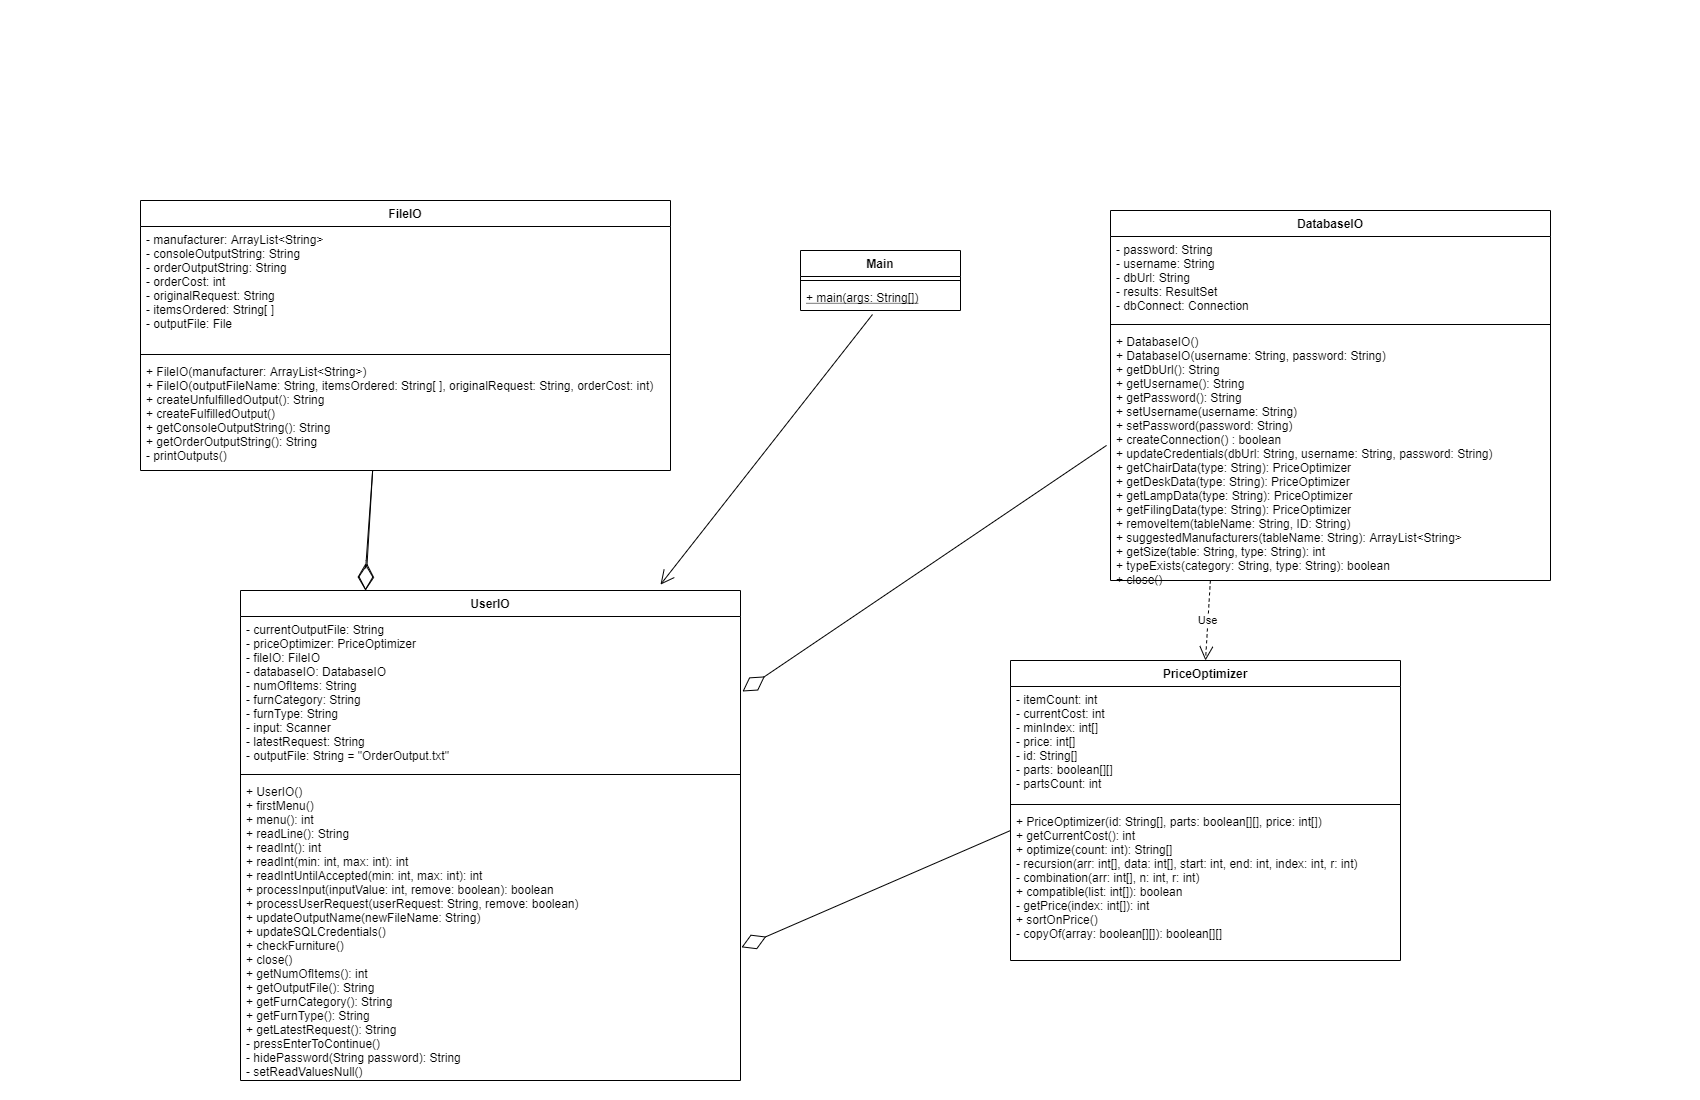 FileIO
- manufacturer: ArrayList<String>
- consoleOutputString: String
- orderOutputString: String
- orderCost: int
- originalRequest: String
- itemsOrdered: String[ ]
- outputFile: File
+ FileIO(manufacturer: ArrayList<String>)
+ FileIO(outputFileName: String, itemsOrdered: String[ ], originalRequest: String, orderCost: int)
+ createUnfulfilledOutput(): String
+ createFulfilledOutput()
+ getConsoleOutputString(): String
+ getOrderOutputString(): String
- printOutputs()
Main
+ main(args: String[])
DatabaseIO
- password: String
- username: String
- dbUrl: String
- results: ResultSet
- dbConnect: Connection
+ DatabaseIO()
+ DatabaseIO(username: String, password: String)
+ getDbUrl(): String
+ getUsername(): String
+ getPassword(): String
+ setUsername(username: String)
+ setPassword(password: String)
+ createConnection() : boolean
+ updateCredentials(dbUrl: String, username: String, password: String)
+ getChairData(type: String): PriceOptimizer
+ getDeskData(type: String): PriceOptimizer
+ getLampData(type: String): PriceOptimizer
+ getFilingData(type: String): PriceOptimizer
+ removeItem(tableName: String, ID: String)
+ suggestedManufacturers(tableName: String): ArrayList<String>
+ getSize(table: String, type: String): int
+ typeExists(category: String, type: String): boolean
+ close()
Use
UserIO
- currentOutputFile: String
- priceOptimizer: PriceOptimizer
- fileIO: FileIO
- databaseIO: DatabaseIO
- numOfItems: String
- furnCategory: String
- furnType: String
- input: Scanner
- latestRequest: String
- outputFile: String = "OrderOutput.txt"
+ UserIO()
+ firstMenu()
+ menu(): int
+ readLine(): String
+ readInt(): int
+ readInt(min: int, max: int): int
+ readIntUntilAccepted(min: int, max: int): int
+ processInput(inputValue: int, remove: boolean): boolean
+ processUserRequest(userRequest: String, remove: boolean)
+ updateOutputName(newFileName: String)
+ updateSQLCredentials()
+ checkFurniture()
+ close()
+ getNumOfItems(): int
+ getOutputFile(): String
+ getFurnCategory(): String
+ getFurnType(): String
+ getLatestRequest(): String
- pressEnterToContinue()
- hidePassword(String password): String
- setReadValuesNull()
PriceOptimizer
- itemCount: int
- currentCost: int
- minIndex: int[]
- price: int[]
- id: String[]
- parts: boolean[][]
- partsCount: int
+ PriceOptimizer(id: String[], parts: boolean[][], price: int[])
+ getCurrentCost(): int
+ optimize(count: int): String[]
- recursion(arr: int[], data: int[], start: int, end: int, index: int, r: int)
- combination(arr: int[], n: int, r: int)
+ compatible(list: int[]): boolean
- getPrice(index: int[]): int
+ sortOnPrice()
- copyOf(array: boolean[][]): boolean[][]